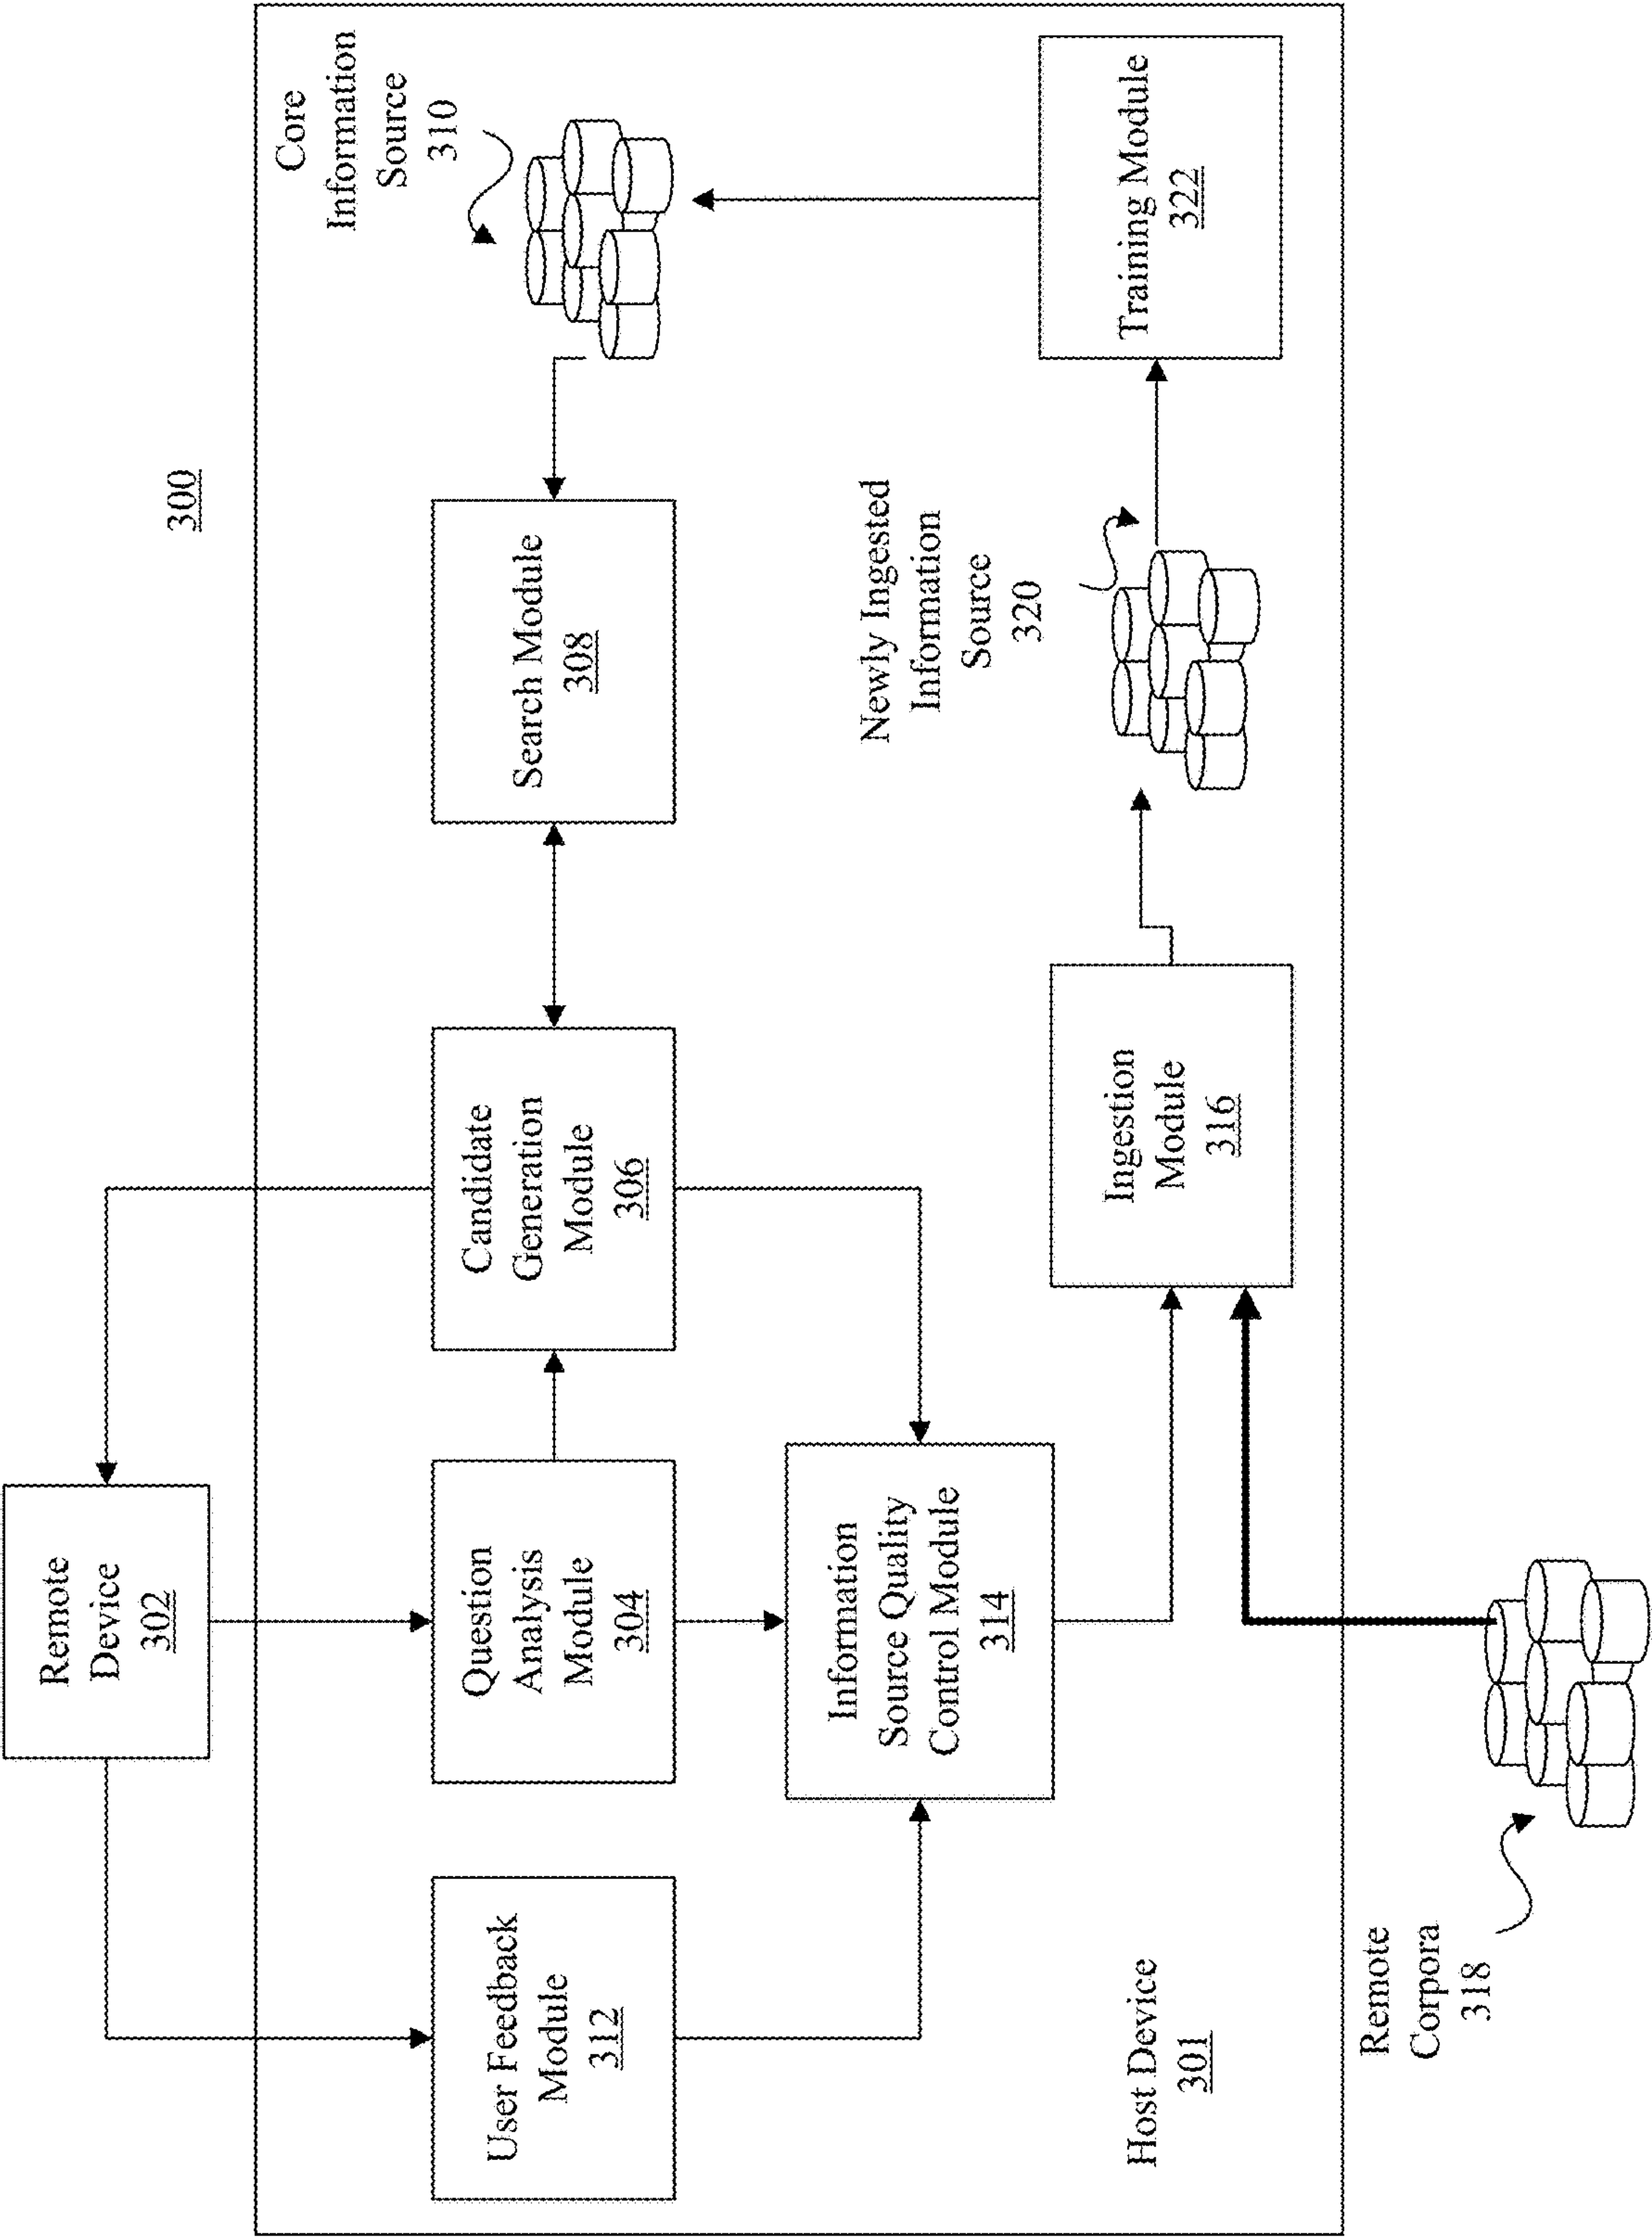 300
Remote
Device
302
User Feedback
Module
312
Question
Analysis
Module
304
Candidate
Generation
Module
306
Search Module
308
Core
Information
Source
310
Information
Source Quality
Control Module
314
Newly Ingested
Information
Source
320
Host Device
301
Ingestion
Module
316
Training Module
322
Remote
Corpora
318